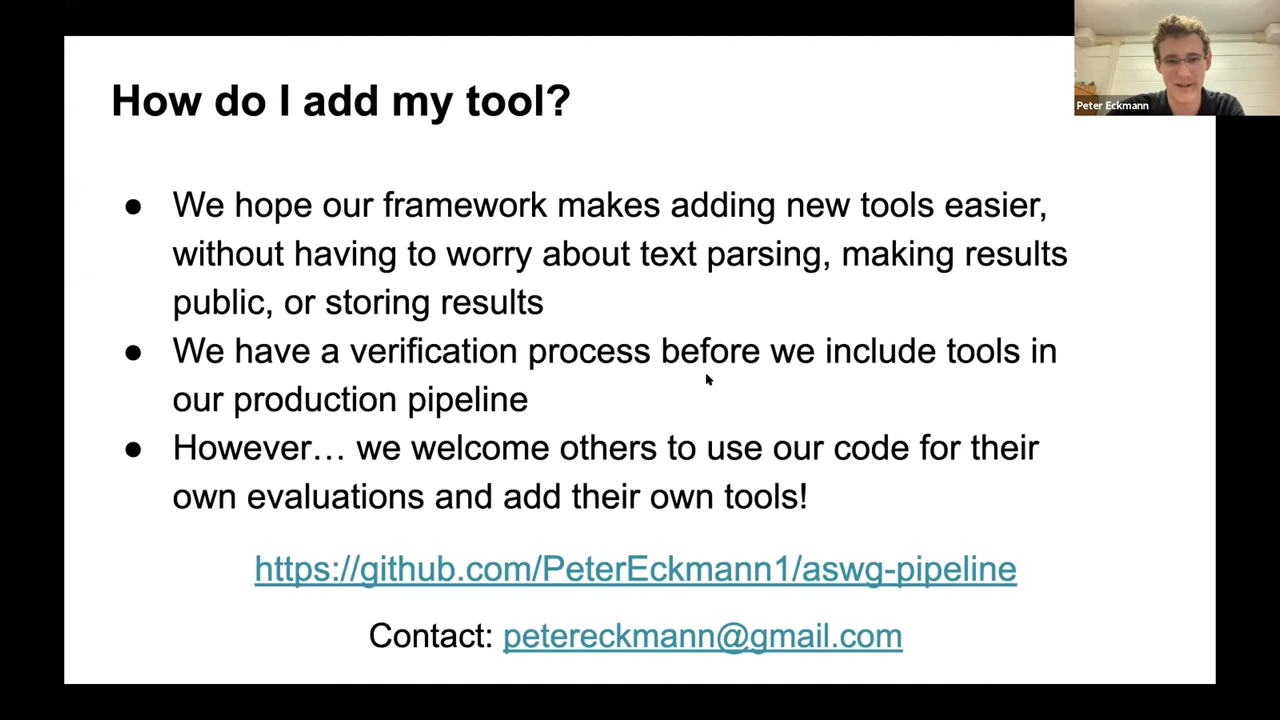 How do I add my tool?
Peter Eckmann
● We hope our framework makes adding new tools easier,
without having to worry about text parsing, making results
public, or storing results
● We have a verification process before we include tools in
our production pipeline
● However… we welcome others to use our code for their
own evaluations and add their own tools!
https://github.com/PeterEckmann1/aswg-pipeline
Contact: petereckmann@gmail.com